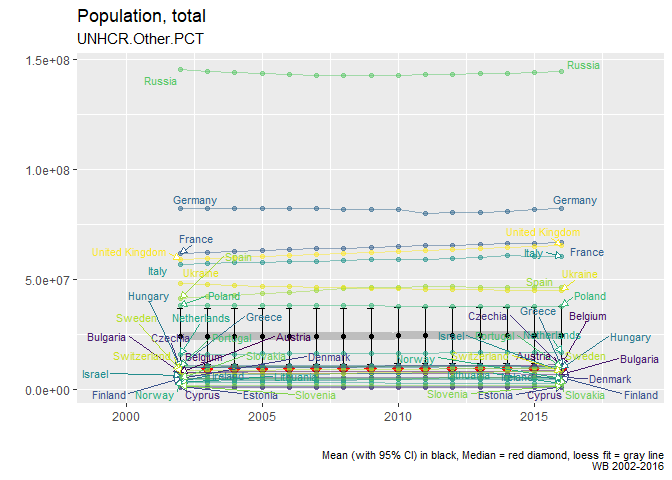 Population, total
UNHCR.Other.PCT
1.5e+08
Russia
Russia
1.0e+08
Germany
Germany
France
United Kingdom
United Kingdom
Italy
France
Spain
Italy
Ukraine
Ukraine
5.0e+07
Spain
Hungary
Poland
Poland
Sweden
Netherlands
Greece
Czechia
Greece
Belgium
Bulgaria
Czechia
Portugal
Austria
Israel
Portugal
Netherlands
Hungary
Switzerland
Belgium
Slovakia
Denmark
Norway
Switzerland
Austria
Sweden
Bulgaria
Israel
Ireland
Lithuania
Lithuania
Ireland
Denmark
0.0e+00
Finland
Norway
Cyprus
Estonia
Slovenia
Slovenia
Estonia
Cyprus
Slovakia
Finland
2000
2005
2010
2015
Mean (with 95% CI) in black, Median = red diamond, loess fit = gray line
WB 2002-2016